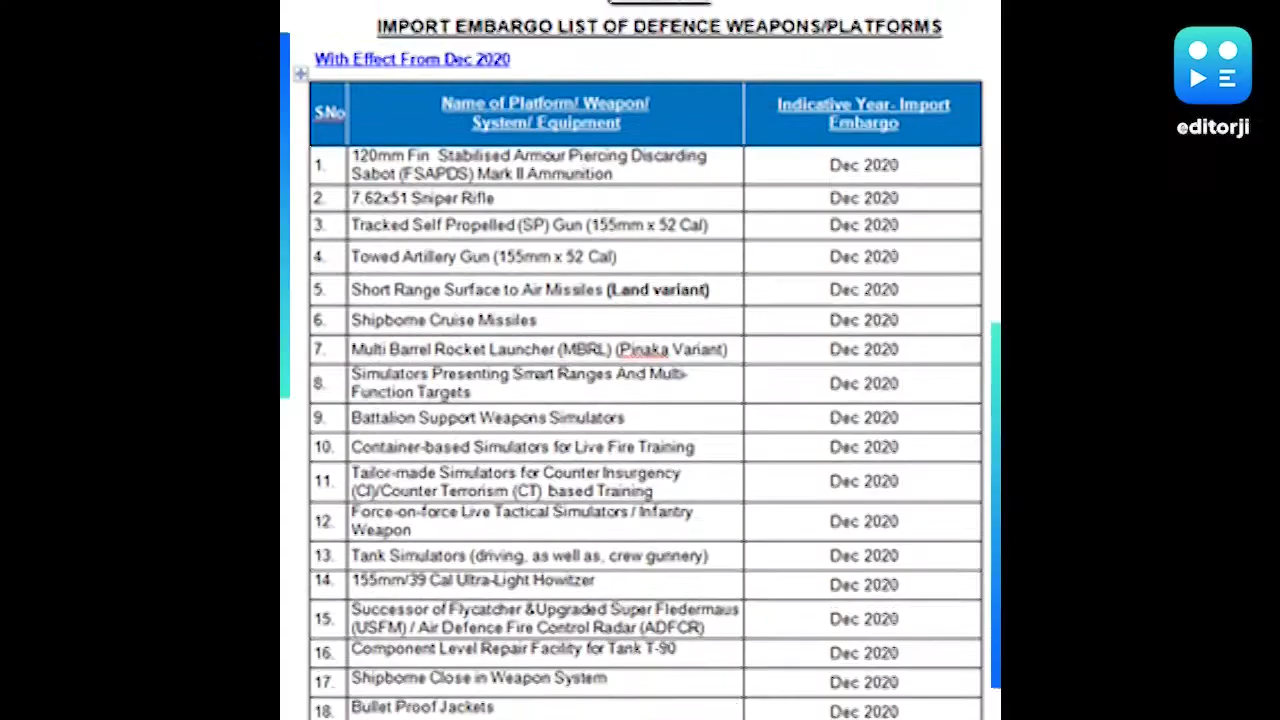 IMPORT EMBARGO LIST OF DEFENCE WEAPONS/PLATFORMS
With Effect From Dec 2020
SNo
Name of Platform/ Weapon/
System/ Equipment
Indicative Year- Import
Embargo
1.
120mm Fin Stabilised Armour Piercing Discarding
Sabot (FSAPDS) Mark II Ammunition
Dec 2020
2.
7.62x51 Sniper Rifle
Dec 2020
3.
Tracked Self Propelled (SP) Gun (155mm x 52 Cal)
Dec 2020
4.
Towed Artillery Gun (155mm x 52 Cal)
Dec 2020
5.
Short Range Surface to Air Missiles (Land variant)
Dec 2020
6.
Shipborne Cruise Missiles
Dec 2020
7.
Multi Barrel Rocket Launcher (MBRL) (Pinaka Variant)
Dec 2020
8.
Simulators Presenting Smart Ranges And Multi-
Function Targets
Dec 2020
9.
Battalion Support Weapons Simulators
Dec 2020
10.
Container-based Simulators for Live Fire Training
Dec 2020
11.
Tailor-made Simulators for Counter Insurgency
(CI)/Counter Terrorism (CT) based Training
Dec 2020
12.
Force-on-force Live Tactical Simulators / Infantry
Weapon
Dec 2020
13.
Tank Simulators (driving, as well as, crew gunnery)
Dec 2020
14.
155mm/39 Cal Ultra-Light Howitzer
Dec 2020
15.
Successor of Flycatcher &Upgraded Super Fledermaus
(USFM) / Air Defence Fire Control Radar (ADFCR)
Dec 2020
16.
Component Level Repair Facility for Tank T-90
Dec 2020
17.
Shipborne Close in Weapon System
Dec 2020
18.
Bullet Proof Jackets
Dec 2020
editorji